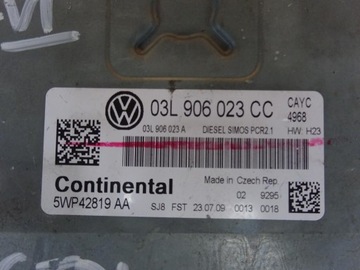 03L 906 023 CC
CAYC
4968
03L 906 023 A DIESEL SIMOS PCR2.1 HW: H23
Continental
Made in Czech Rep.
02 9295
5WP42819 AA
SJ8 FST 23.07.09 0013 0018